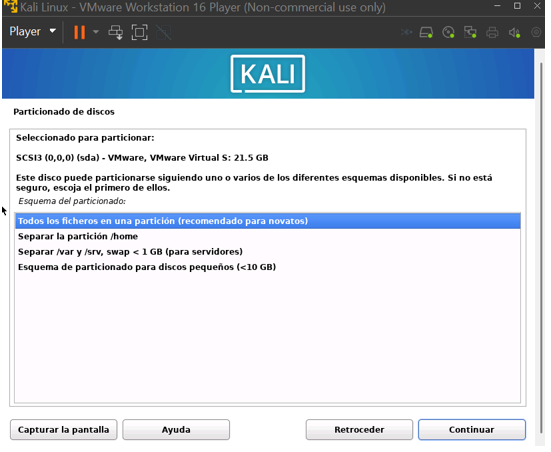 Kali Linux - VMware Workstation 16 Player (Non-commercial use only)
Player
KALI
Particionado de discos
Seleccionado para particionar:
SCSI3 (0,0,0) (sda) - VMware, VMware Virtual S: 21.5 GB
Este disco puede particionarse siguiendo uno o varios de los diferentes esquemas disponibles. Si no está
seguro, escoja el primero de ellos.
Esquema del particionado:
Todos los ficheros en una partición (recomendado para novatos)
Separar la partición /home
Separar /var y /srv, swap < 1 GB (para servidores)
Esquema de particionado para discos pequeños (<10 GB)
Capturar la pantalla
Ayuda
Retroceder
Continuar